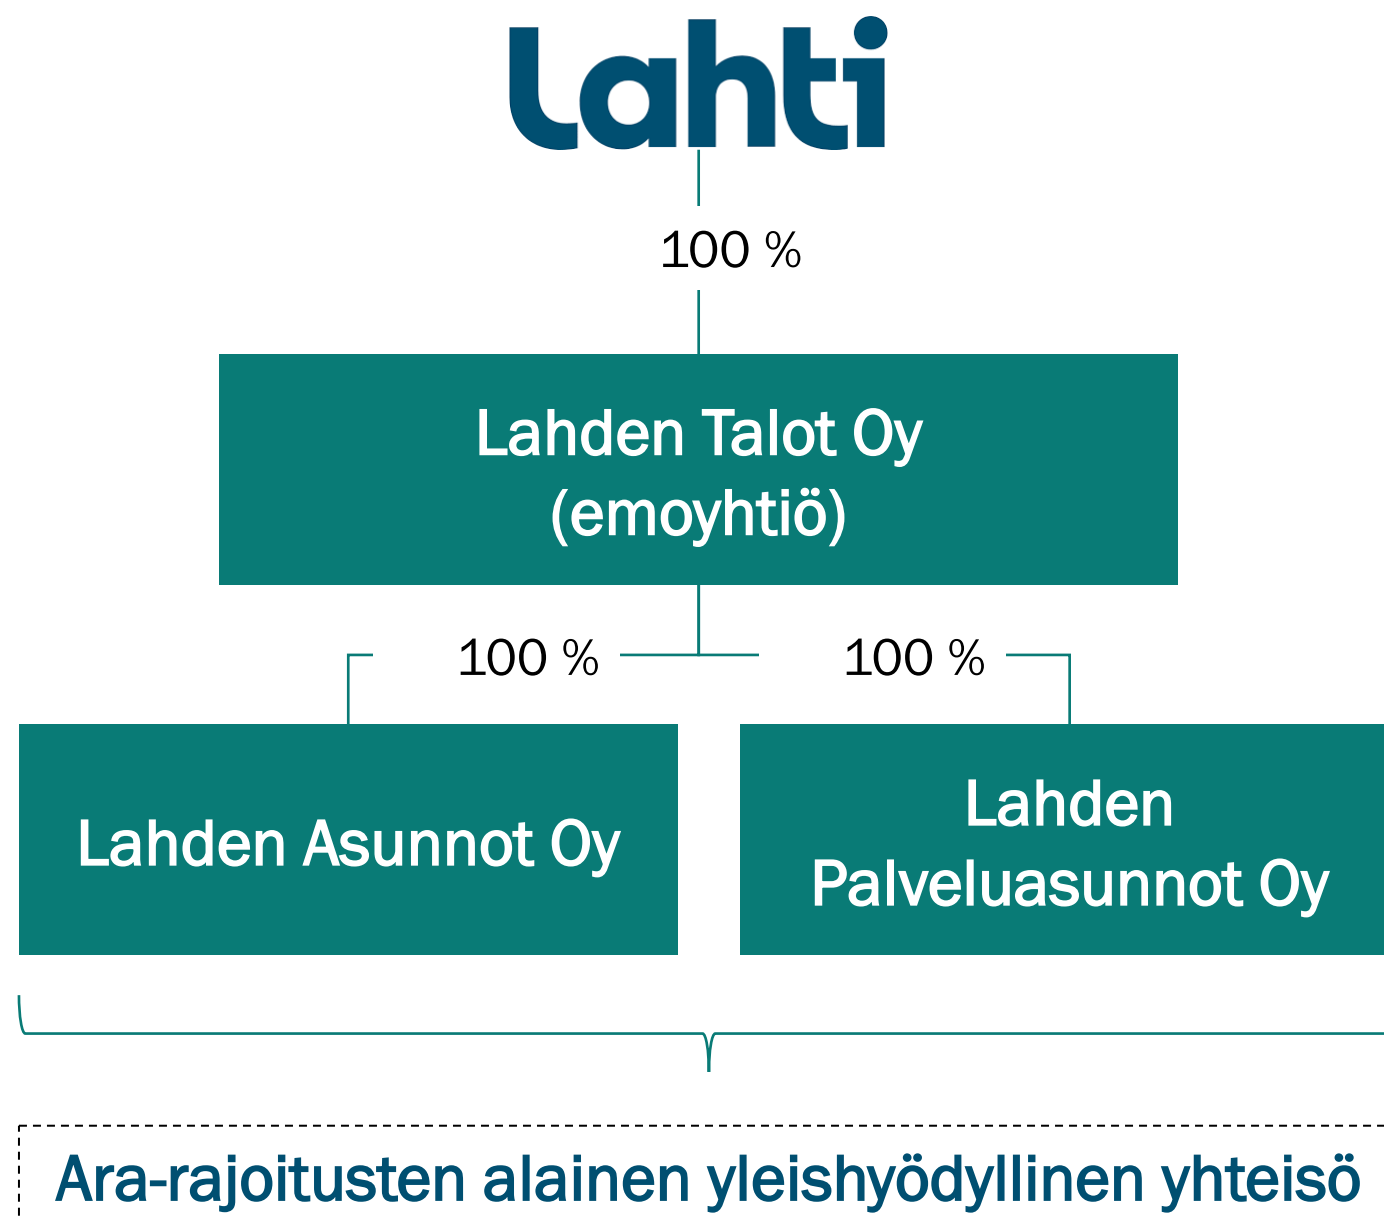 Lahti
100 %
Lahden Talot Oy
(emoyhtiö)
100 %
100 %
Lahden Asunnot Oy
Lahden
Palveluasunnot Oy
Ara-rajoitusten alainen yleishyödyllinen yhteisö